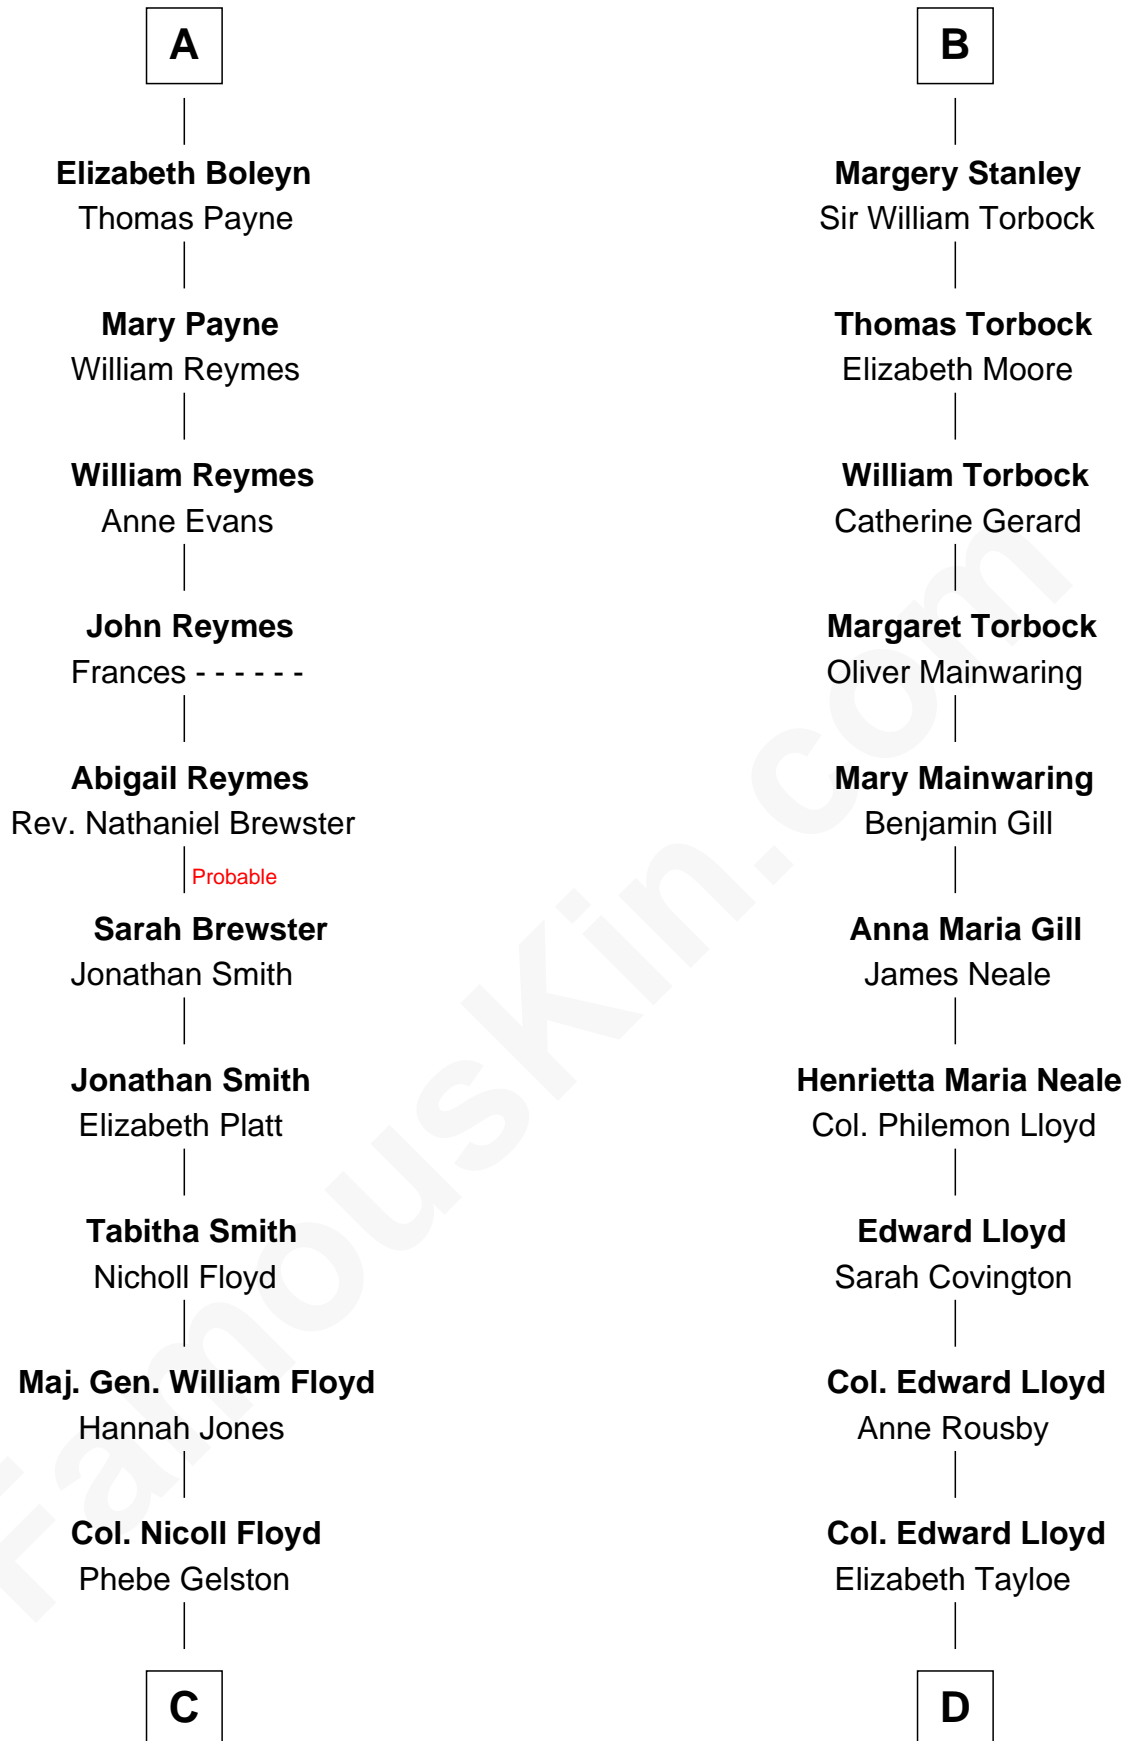 A
Elizabeth Boleyn
Thomas Payne
Mary Payne
William Reymes
William Reymes
Anne Evans
John Reymes
Frances - - - - - -
Abigail Reymes
Rev. Nathaniel Brewster
Probable
Sarah Brewster
Jonathan Smith
Jonathan Smith
Elizabeth Platt
Tabitha Smith
Nicholl Floyd
Maj. Gen. William Floyd
Hannah Jones
Col. Nicoll Floyd
Phebe Gelston
C
B
Margery Stanley
Sir William Torbock
Thomas Torbock
Elizabeth Moore
William Torbock
Catherine Gerard
Margaret Torbock
Oliver Mainwaring
Mary Mainwaring
Benjamin Gill
Anna Maria Gill
James Neale
Henrietta Maria Neale
Col. Philemon Lloyd
Edward Lloyd
Sarah Covington
Col. Edward Lloyd
Anne Rousby
Col. Edward Lloyd
Elizabeth Tayloe
D
FamousKin.com